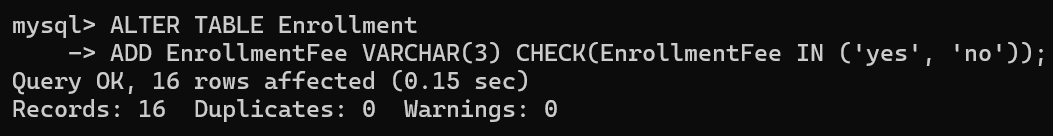 mysql> ALTER TABLE Enrollment
    -> ADD EnrollmentFee VARCHAR(3) CHECK(EnrollmentFee IN ('yes', 'no'));
Query OK, 16 rows affected (0.15 sec)
Records: 16  Duplicates: 0  Warnings: 0